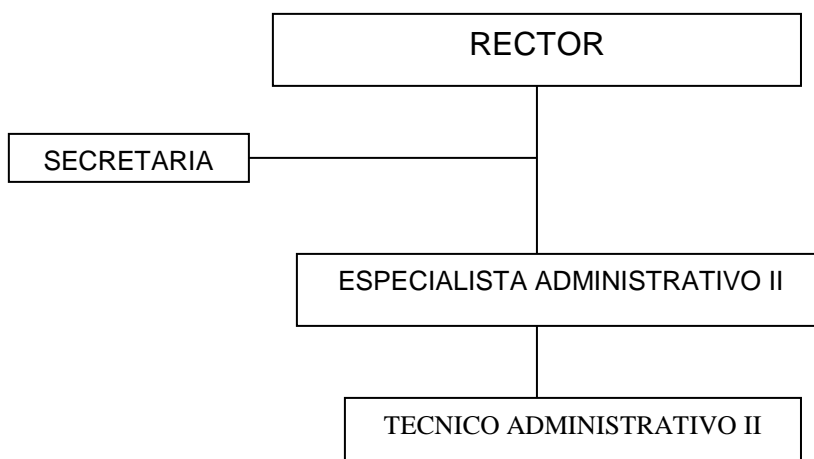 RECTOR
SECRETARIA
ESPECIALISTA ADMINISTRATIVO II
TECNICO ADMINISTRATIVO II